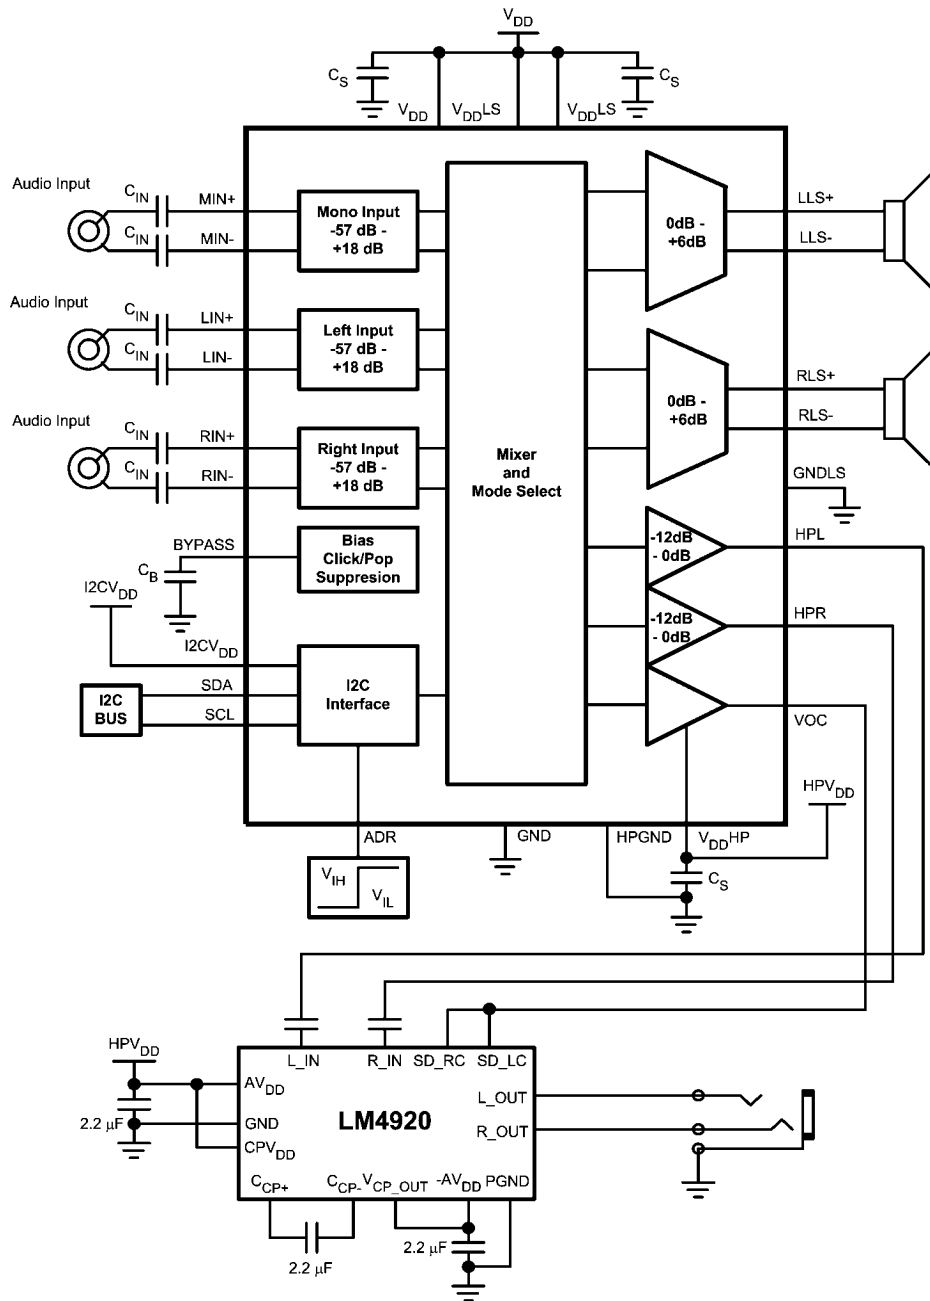 VDD
CS
CS
VDD
VDDLS
VDDLS
Audio Input
CIN
MIN+
CIN
MIN-
Mono Input
-57 dB -
+18 dB
0dB -
+6dB
LLS+
LLS-
Audio Input
CIN
LIN+
CIN
LIN-
Left Input
-57 dB -
+18 dB
0dB -
+6dB
RLS+
RLS-
Audio Input
CIN
RIN+
CIN
RIN-
Right Input
-57 dB -
+18 dB
Mixer
and
Mode Select
GNDLS
BYPASS
CB
Bias
Click/Pop
Suppresion
-12dB
- 0dB
HPL
I2CVDD
I2CVDD
-12dB
- 0dB
HPR
I2C
BUS
SDA
SCL
I2C
Interface
VOC
HPVDD
ADR
GND
HPGND
VDDHP
VIH
VIL
CS
HPVDD
2.2 µF
L_IN
R_IN
SD_RC
SD_LC
AVDD
GND
CPVDD
LM4920
L_OUT
R_OUT
CCP+
CCP-
VCP_OUT
-AVDD
PGND
2.2 µF
2.2 µF